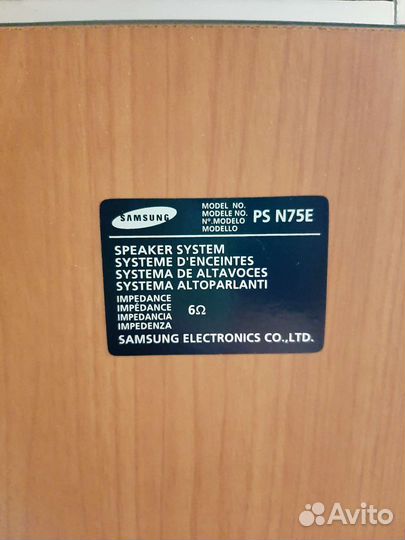 SAMSUNG
MODEL NO.
MODELE NO.
Nº.MODELO
MODELLO
PS N75E
SPEAKER SYSTEM
SYSTEME D'ENCEINTES
SYSTEMA DE ALTAVOCES
SYSTEMA ALTOPARLANTI
IMPEDANCE
IMPÉDANCE
IMPEDANCIA
IMPEDENZA
6Ω
SAMSUNG ELECTRONICS CO.,LTD.
Avito